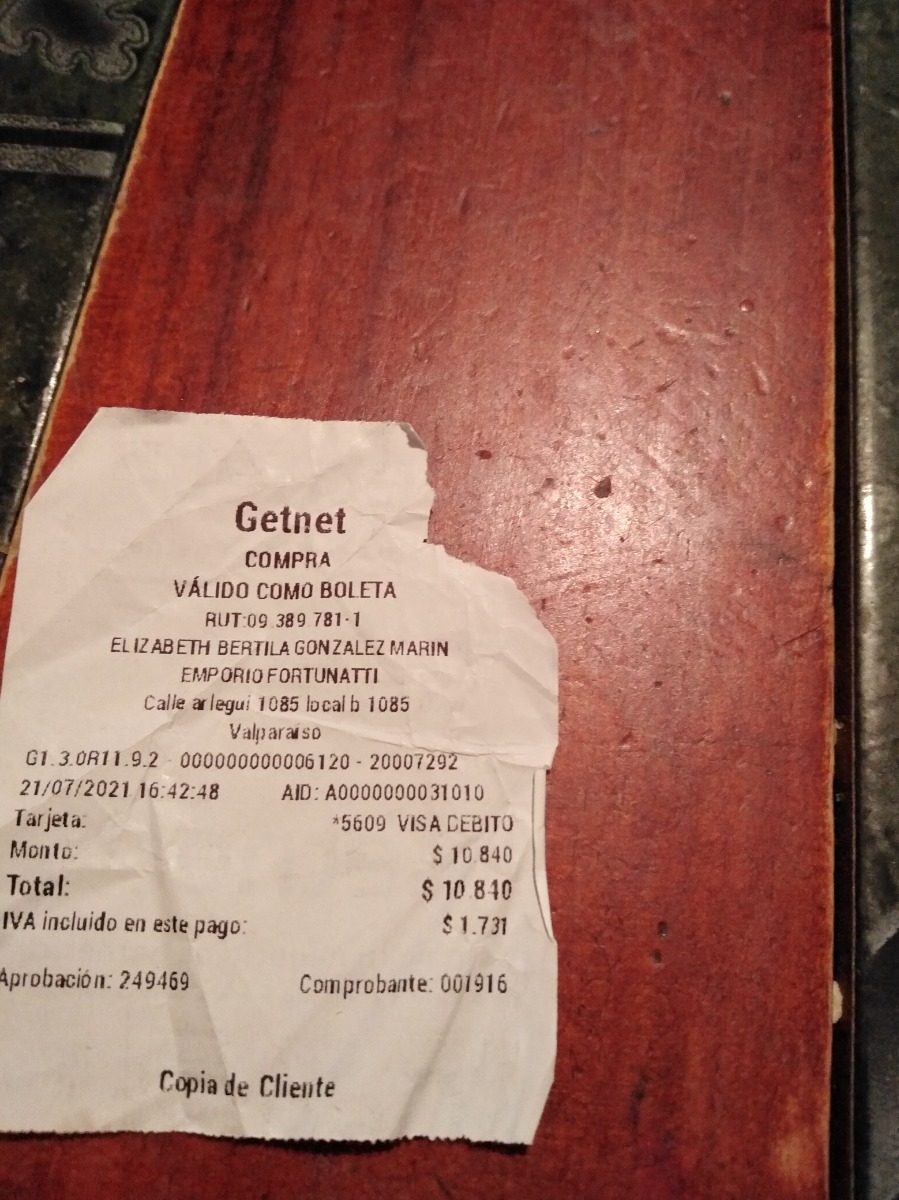 Getnet
COMPRA
VÁLIDO COMO BOLETA
RUT:09.389.781-1
ELIZABETH BERTILA GONZALEZ MARIN
EMPORIO FORTUNATTI
Calle arlegui 1085 local b 1085
Valparaiso
G1.3.0R11.9.2 - 000000000006120 - 20007292
21/07/2021 16:42:48 AID: A0000000031010
Tarjeta: *5609 VISA DEBITO
Monto: $ 10.840
Total: $ 10.840
IVA incluido en este pago: $ 1.731
Aprobación: 249469 Comprobante: 001916
Copia de Cliente